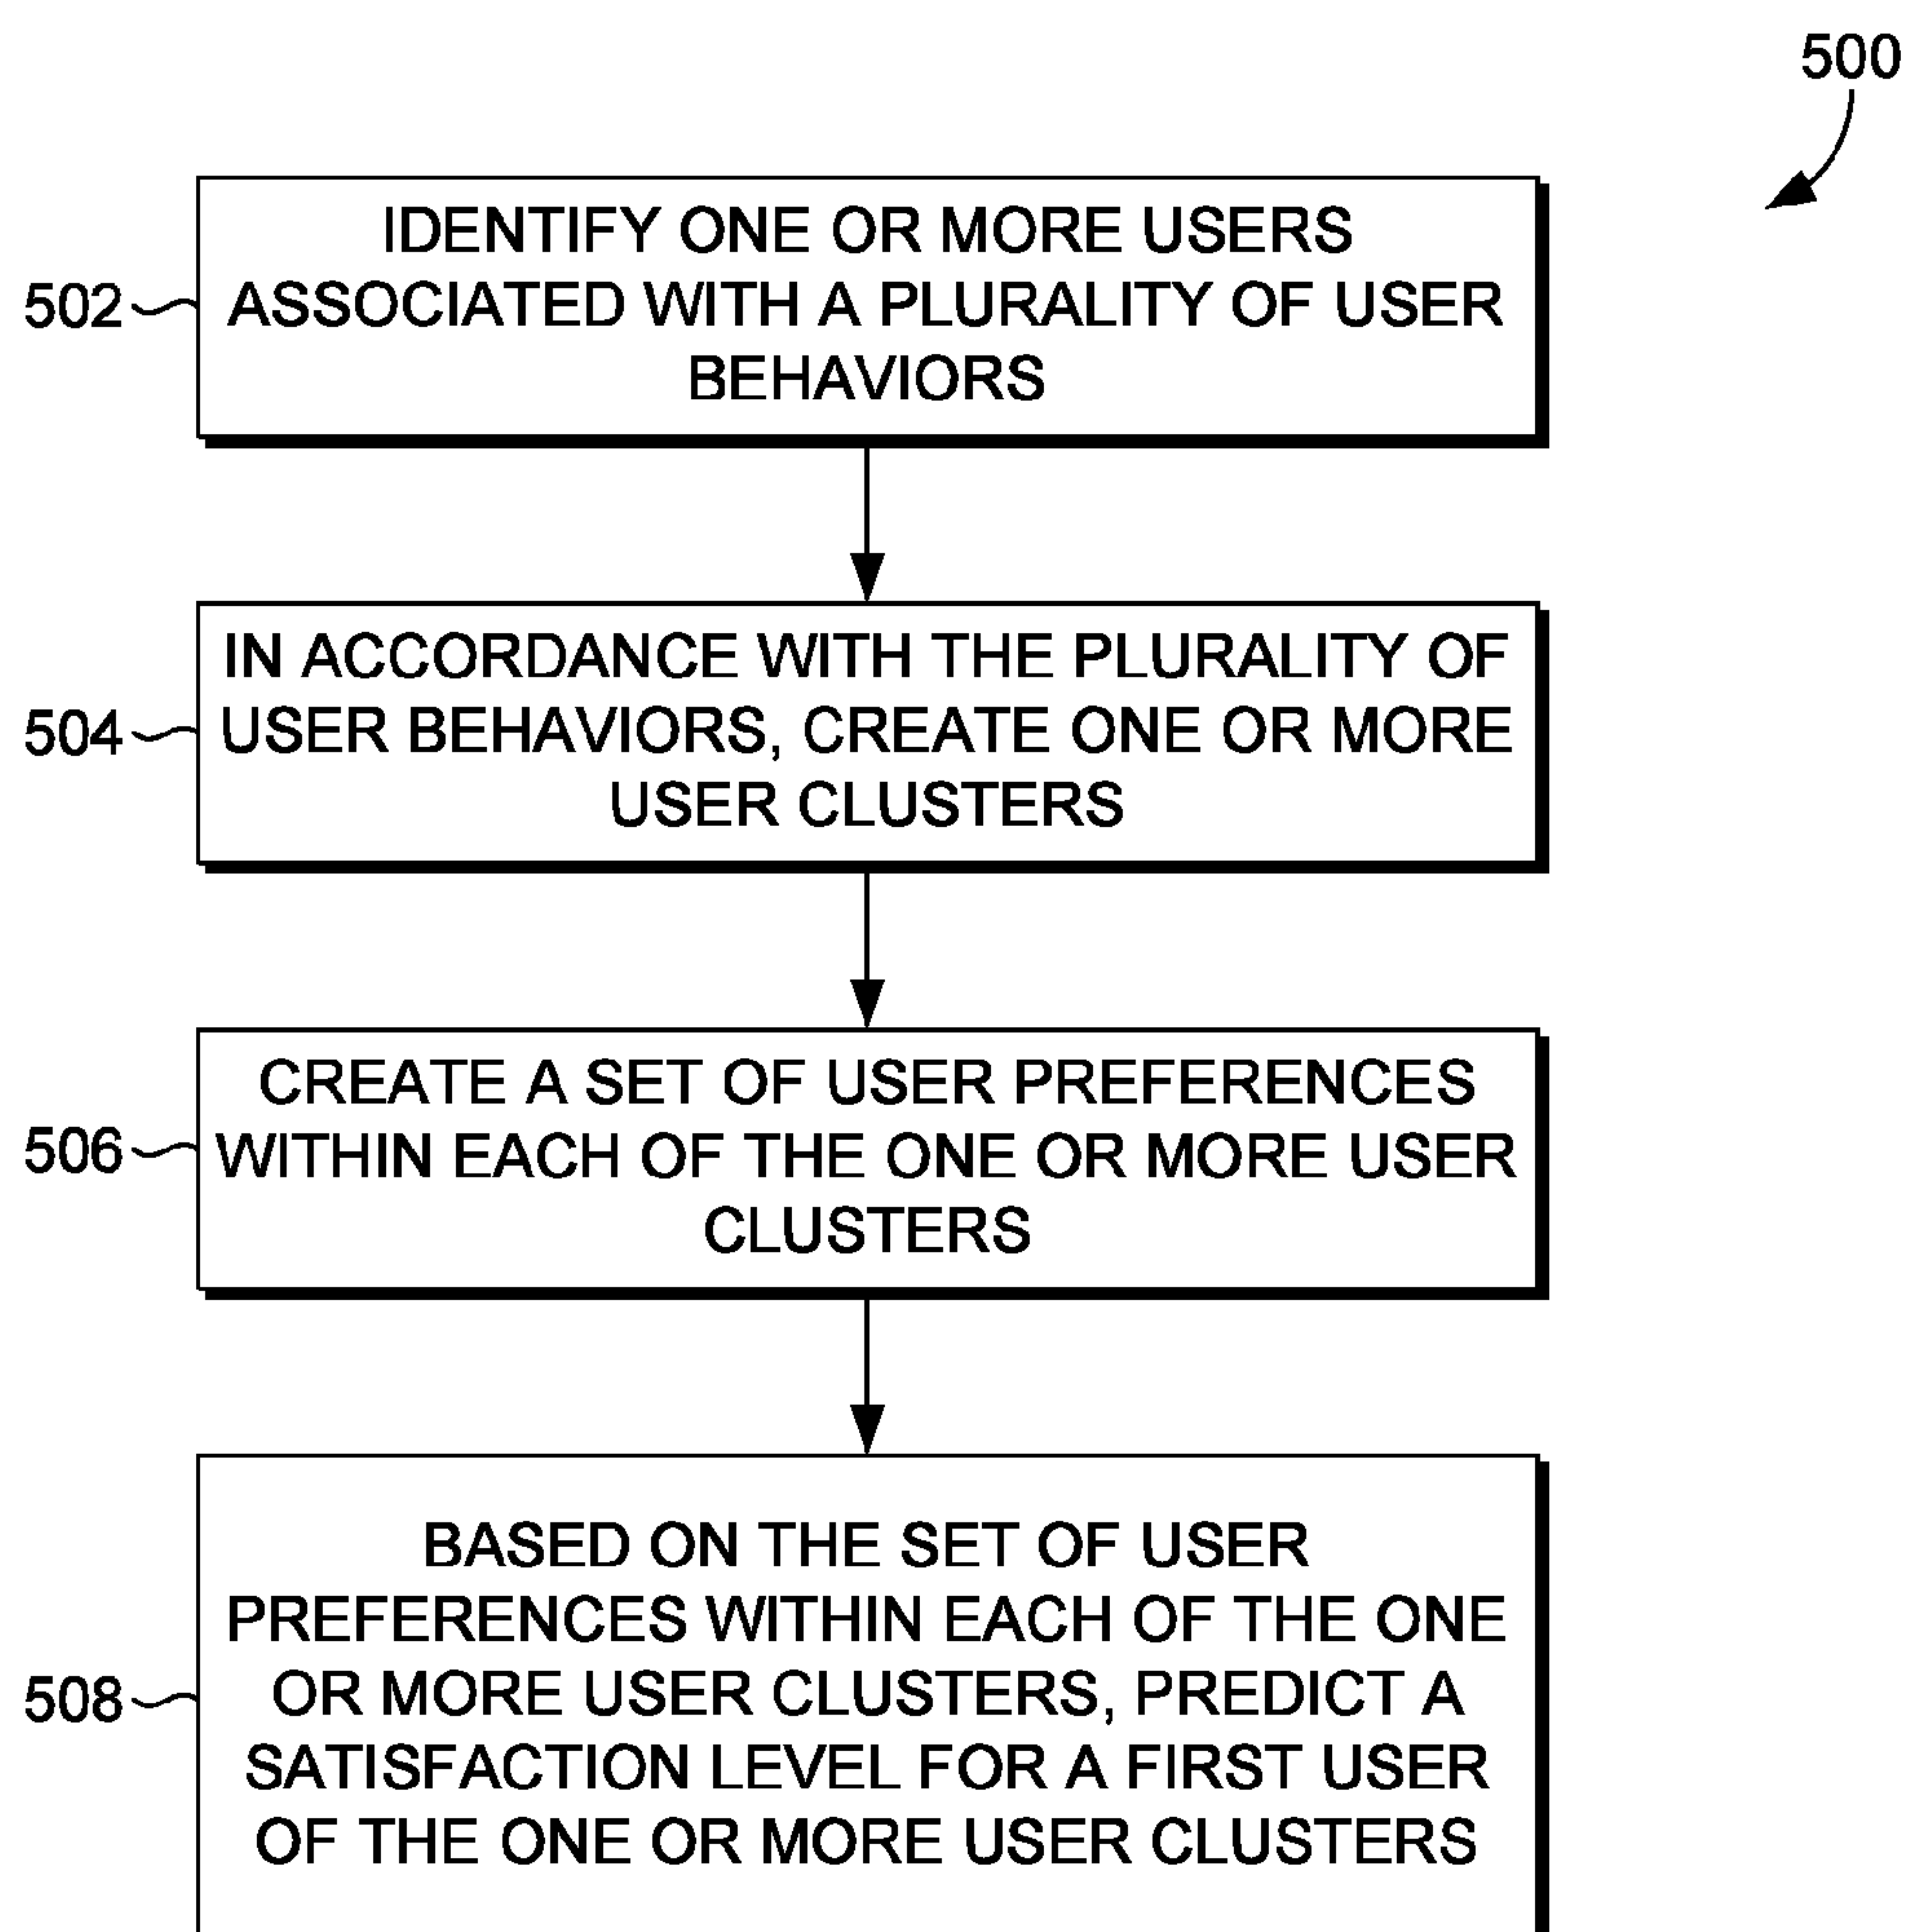 500
IDENTIFY ONE OR MORE USERS
ASSOCIATED WITH A PLURALITY OF USER
BEHAVIORS
502
IN ACCORDANCE WITH THE PLURALITY OF
USER BEHAVIORS, CREATE ONE OR MORE
USER CLUSTERS
504
CREATE A SET OF USER PREFERENCES
WITHIN EACH OF THE ONE OR MORE USER
CLUSTERS
506
BASED ON THE SET OF USER
PREFERENCES WITHIN EACH OF THE ONE
OR MORE USER CLUSTERS, PREDICT A
SATISFACTION LEVEL FOR A FIRST USER
OF THE ONE OR MORE USER CLUSTERS
508